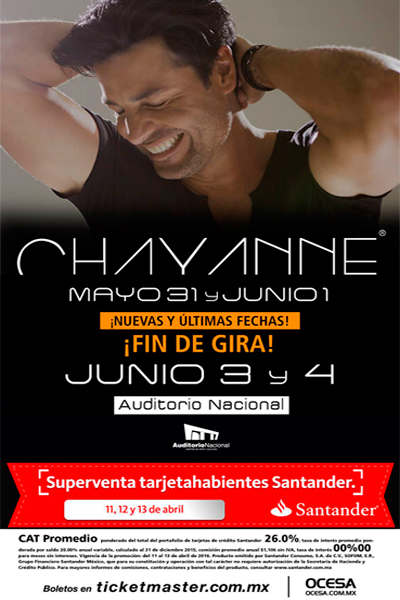 CHAYANNE®
MAYO 31 y JUNIO 1
¡NUEVAS Y ÚLTIMAS FECHAS!
¡FIN DE GIRA!
JUNIO 3 y 4
Auditorio Nacional
AuditorioNacional
Superventa tarjetahabientes Santander.
11, 12 y 13 de abril
Santander
CAT Promedio ponderado del total del portafolio de tarjetas de crédito Santander 26.0%, tasa de interés promedio pon-
derada por saldo 20.00% anual variable, calculado al 31 de diciembre 2015, comisión promedio anual $1,106 sin IVA, tasa de interés 00%00
para meses sin intereses. Vigencia de la promoción: del 11 al 13 de abril de 2016. Producto emitido por Santander Consumo, S.A. de C.V., SOFOM, ER,
Grupo Financiero Santander México, que para su constitución y operación con tal carácter no requiere autorización de la Secretaría de Hacienda y
Crédito Público. Para mayores informes de comisiones, contrataciones y beneficios del producto, consultar www.santander.com.mx
Boletos en ticketmaster.com.mx
OCESA
OCESA.COM.MX